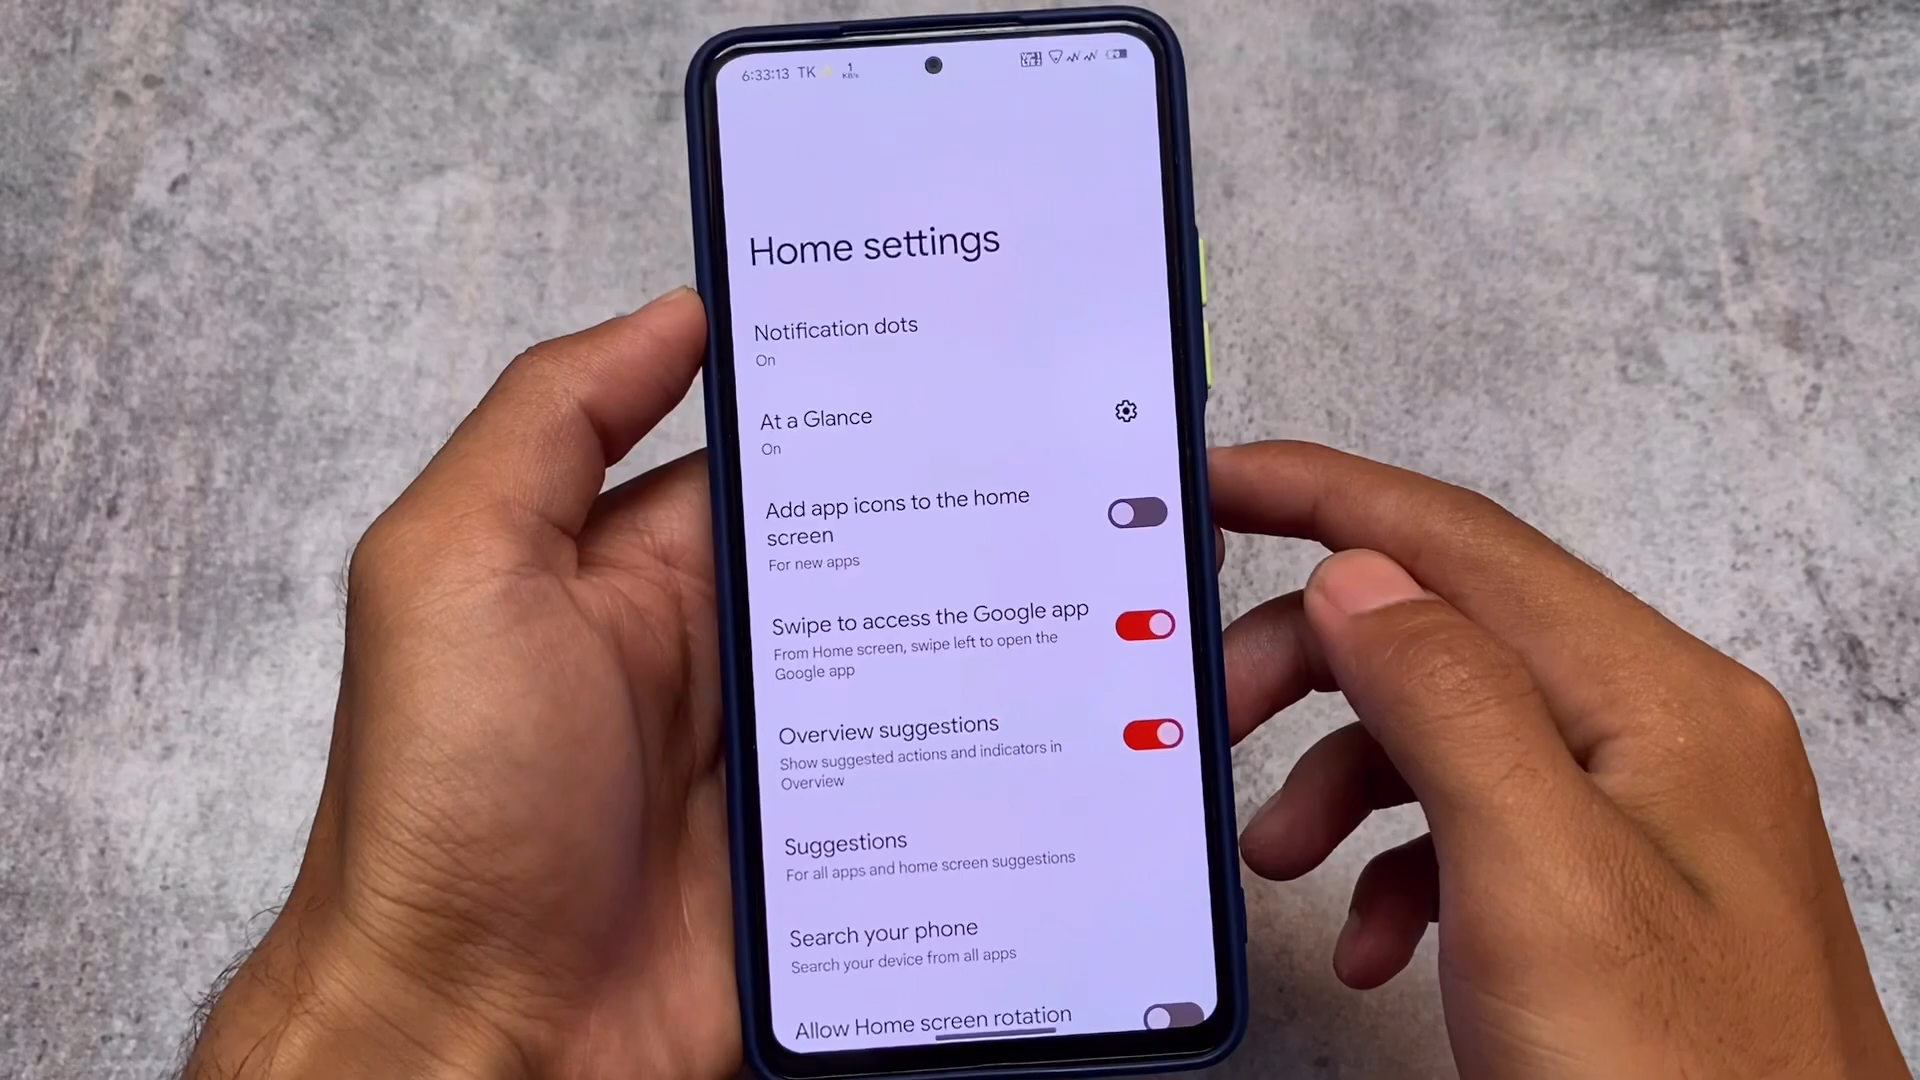 6:33:13 TK 1
KB/s
Home settings
Notification dots
On
At a Glance
On
Add app icons to the home
screen
For new apps
Swipe to access the Google app
From Home screen, swipe left to open the
Google app
Overview suggestions
Show suggested actions and indicators in
Overview
Suggestions
For all apps and home screen suggestions
Search your phone
Search your device from all apps
Allow Home screen rotation